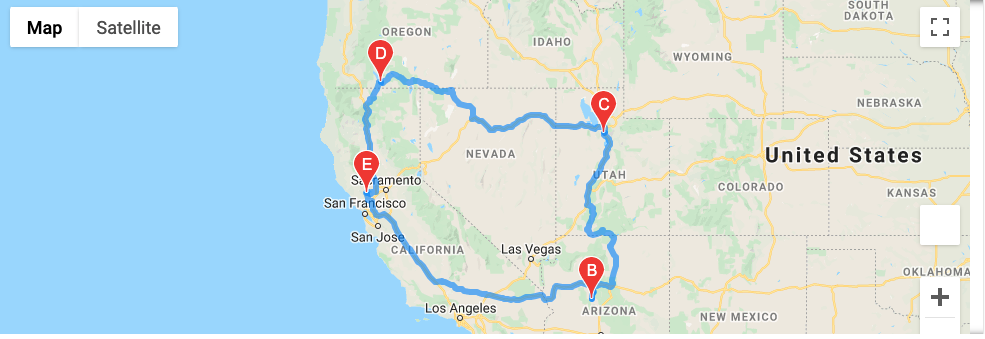 Map
Satellite
OREGON
IDAHO
SOUTH
DAKOTA
WYOMING
NEBRASKA
D
C
NEVADA
United States
E
Sacramento
UTAH
COLORADO
KANSAS
San Francisco
San Jose
CALIFORNIA
Las Vegas
B
OKLAHOMA
Los Angeles
ARIZONA
NEW MEXICO